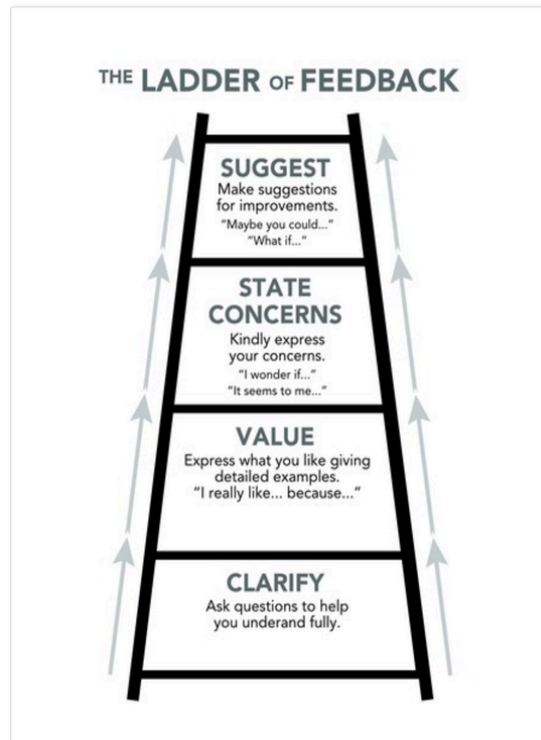 THE LADDER OF FEEDBACK
SUGGEST
Make suggestions
for improvements.
"Maybe you could..."
"What if..."
STATE
CONCERNS
Kindly express
your concerns.
"I wonder if..."
"It seems to me..."
VALUE
Express what you like giving
detailed examples.
"I really like... because..."
CLARIFY
Ask questions to help
you underand fully.